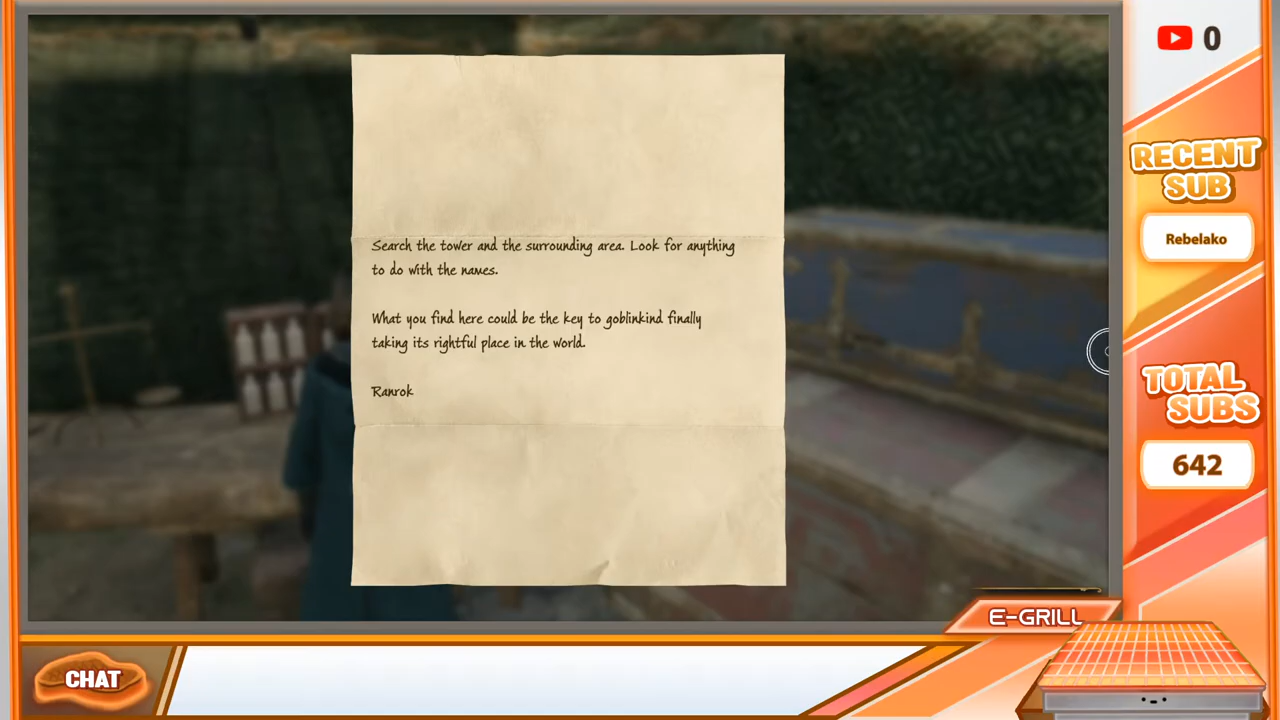 0
RECENT
SUB
Rebelako
TOTAL
SUBS
642
Search the tower and the surrounding area. Look for anything
to do with the names.
What you find here could be the key to goblinkind finally
taking its rightful place in the world.
Ranrok
E-GRILL
CHAT